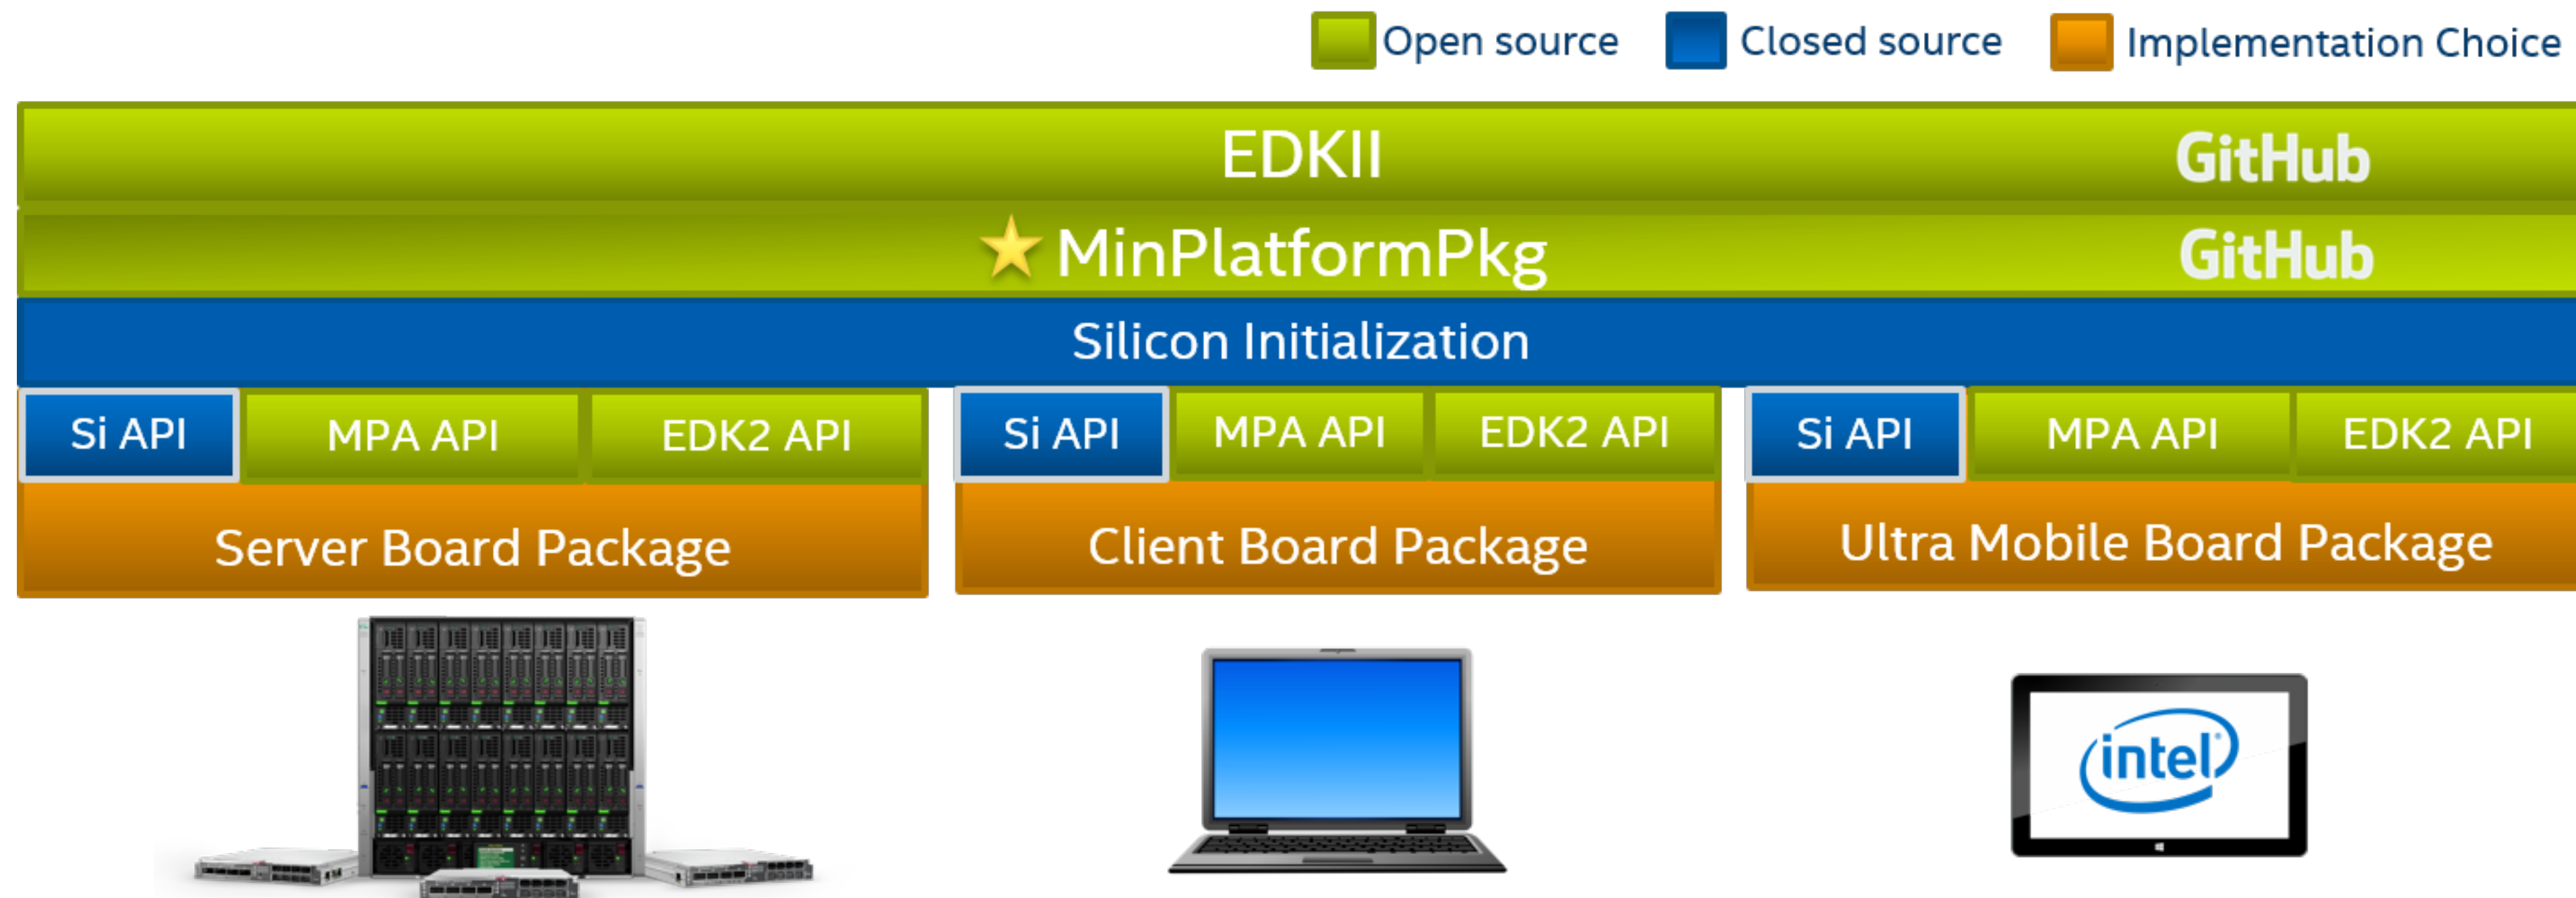 Open source Closed source Implementation Choice
EDKII GitHub
MinPlatformPkg GitHub
Silicon Initialization
Si API MPA API EDK2 API Si API MPA API EDK2 API Si API MPA API EDK2 API
Server Board Package Client Board Package Ultra Mobile Board Package
intel